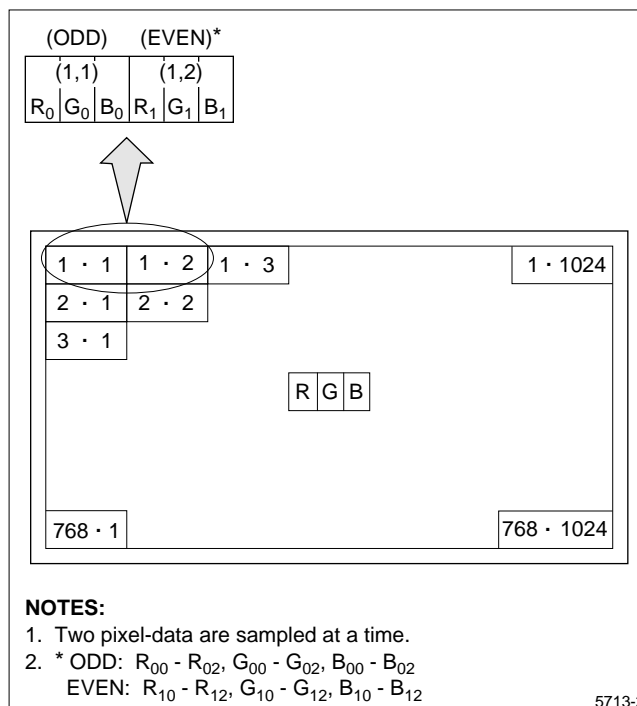 (ODD) (EVEN)*
(1,1) (1,2)
R₀ G₀ B₀ R₁ G₁ B₁
1 · 1 1 · 2 1 · 3 1 · 1024
2 · 1 2 · 2
3 · 1
R G B
768 · 1 768 · 1024
NOTES:
1. Two pixel-data are sampled at a time.
2. * ODD: R₀₀ - R₀₂, G₀₀ - G₀₂, B₀₀ - B₀₂
EVEN: R₁₀ - R₁₂, G₁₀ - G₁₂, B₁₀ - B₁₂